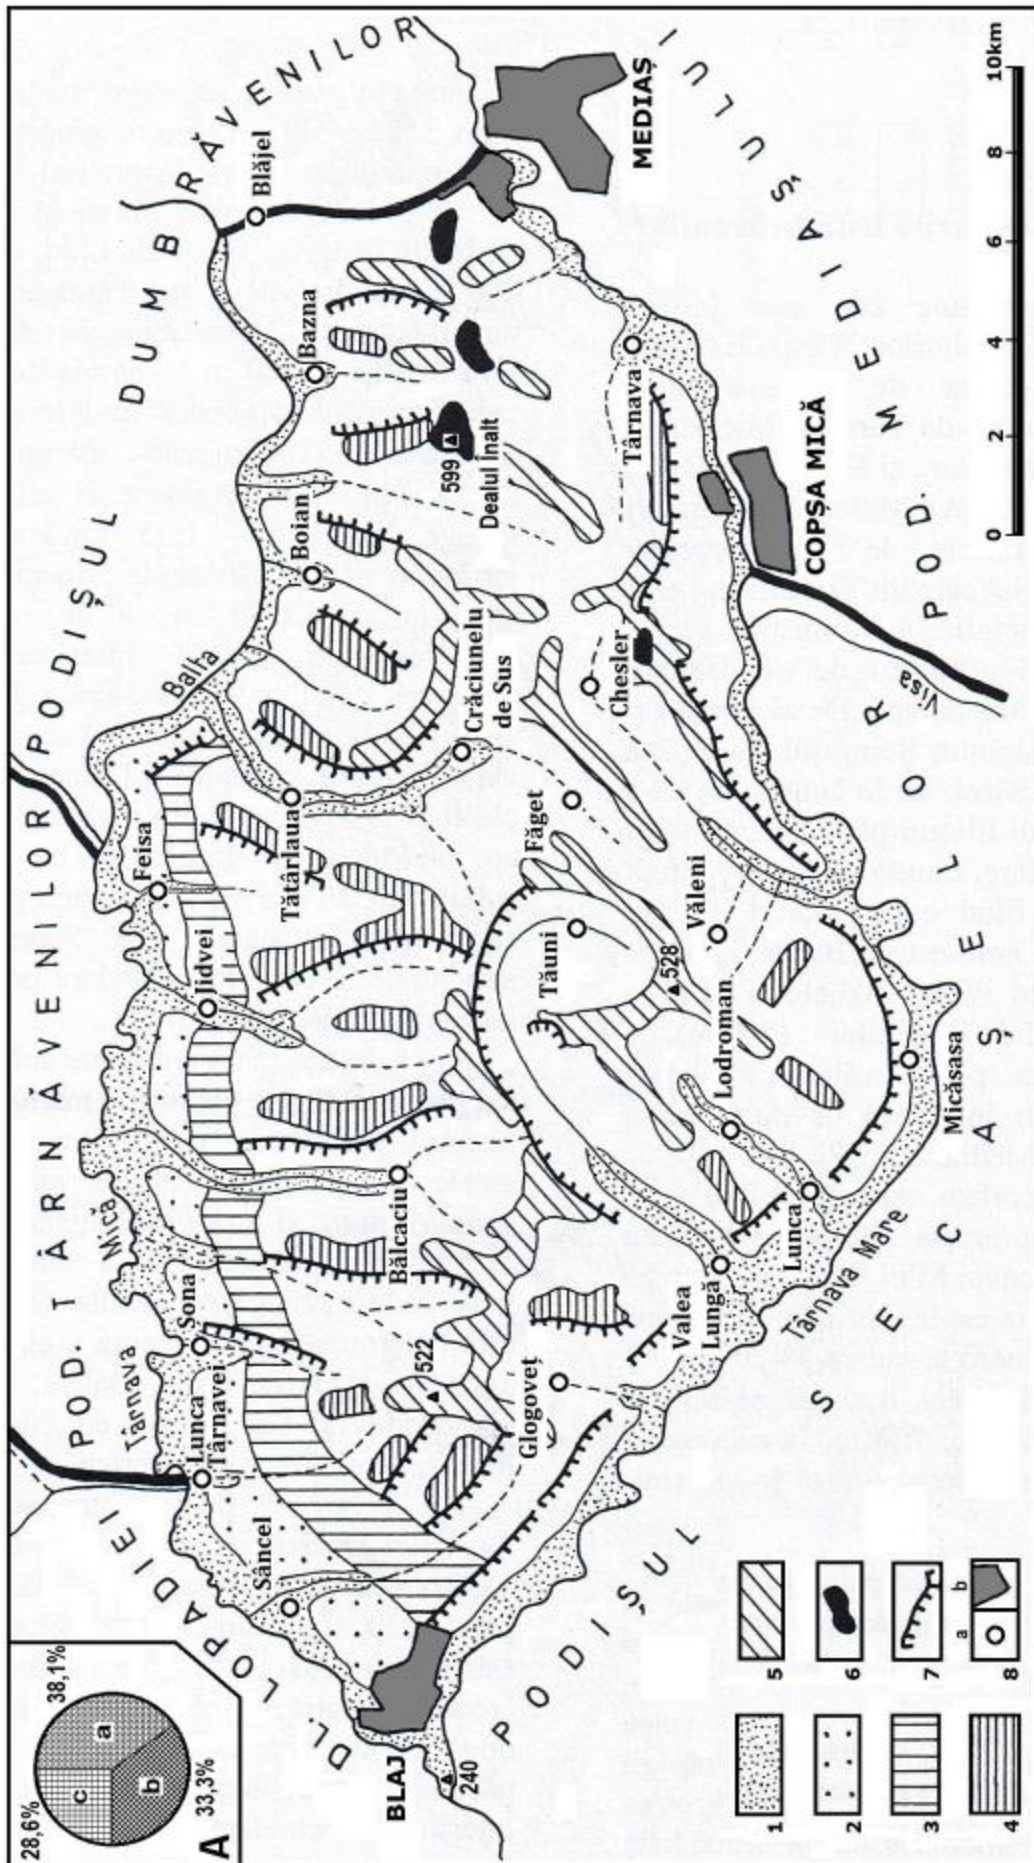 POD. TÂRNĂVENILOR
PODIȘUL DUMBRĂVENILOR
DL. LOPADIEI
Târnava Mică
Balta
Blăjel
Bazna
Boian
Feisa
Jidvei
Sona
Lunca
Târnavei
Sâncel
BLAJ
240
Tătârlaua
Crăciunelu
de Sus
599
Dealul Înalt
MEDIAȘ
Târnava
COPȘA MICĂ
Chesler
Făget
Tăuni
Văleni
528
Lodroman
Bălcaciu
522
Glogoveț
Valea
Lungă
Lunca
Micăsasa
Târnava Mare
Visa
PODIȘUL SECAȘELOR
POD. MEDIAȘULUI
28,6%
38,1%
33,3%
a
b
c
A
1
2
3
4
5
6
7
8
a
b
0 2 4 6 8 10km